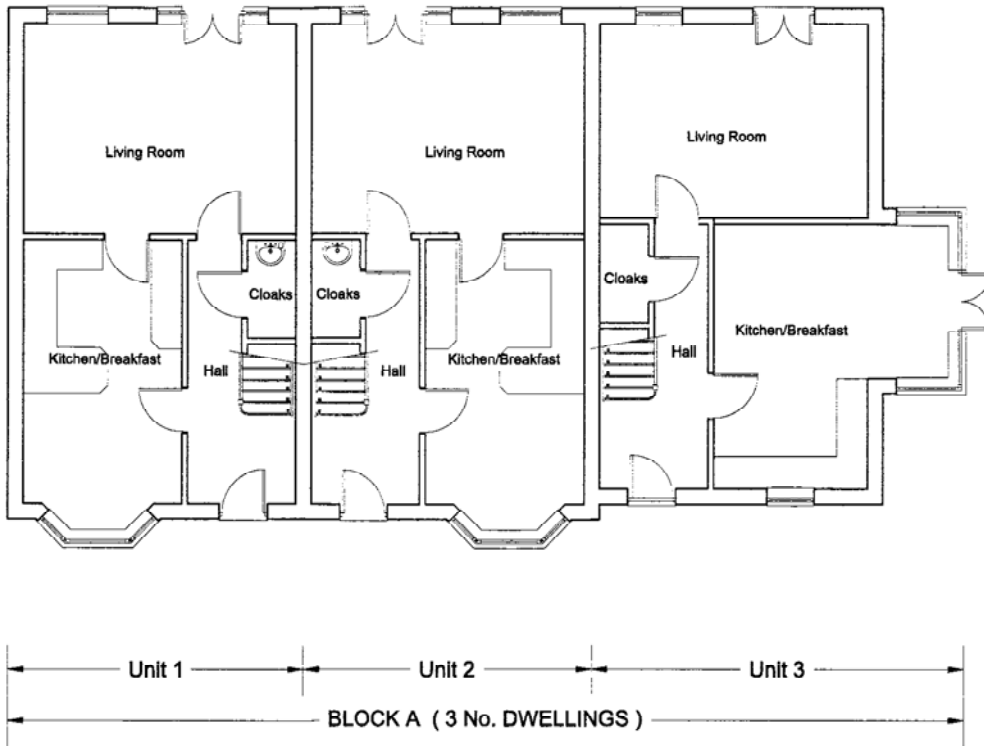 Living Room
Living Room
Living Room
Cloaks
Cloaks
Cloaks
Kitchen/Breakfast
Hall
Hall
Kitchen/Breakfast
Hall
Kitchen/Breakfast
Unit 1
Unit 2
Unit 3
BLOCK A ( 3 No. DWELLINGS )